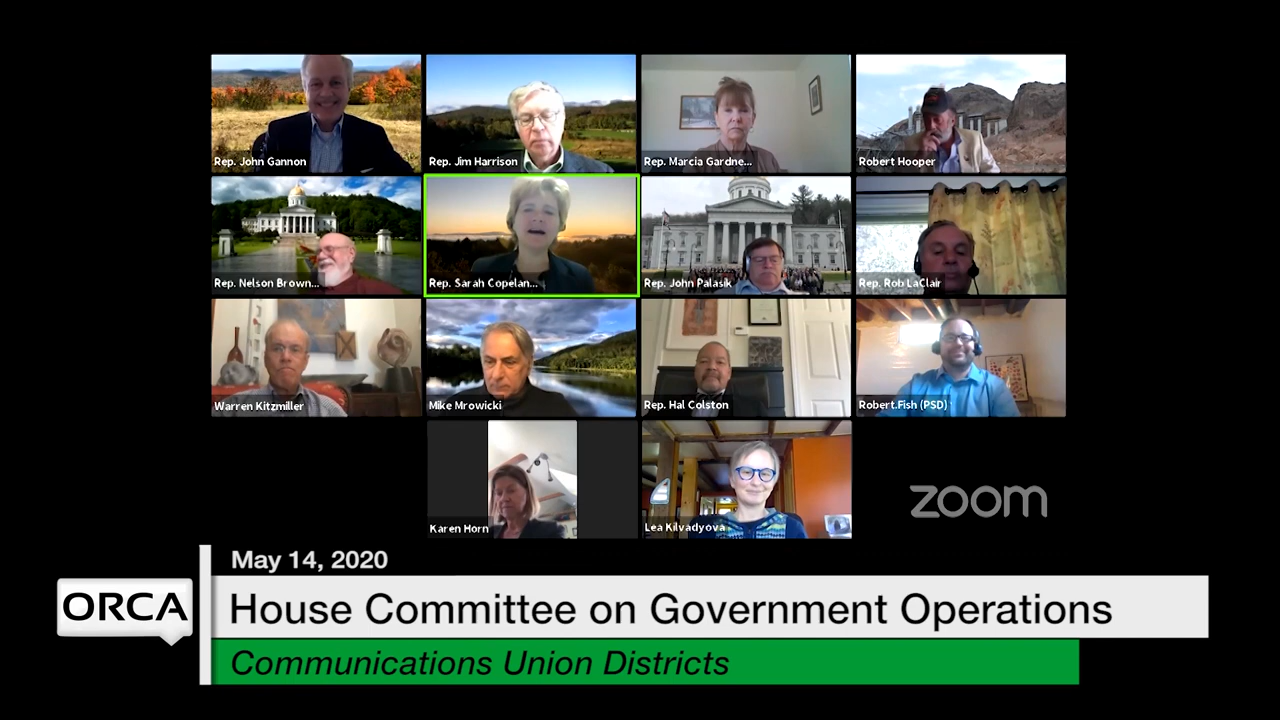 Rep. John Gannon
Rep. Jim Harrison
Rep. Marcia Gardne...
Robert Hooper
Rep. Nelson Brown...
Rep. Sarah Copelan...
Rep. John Palasik
Rep. Rob LaClair
Warren Kitzmiller
Mike Mrowicki
Rep. Hal Colston
Robert.Fish (PSD)
Karen Horn
Lea Kilvadyova
zoom
May 14, 2020
ORCA
House Committee on Government Operations
Communications Union Districts